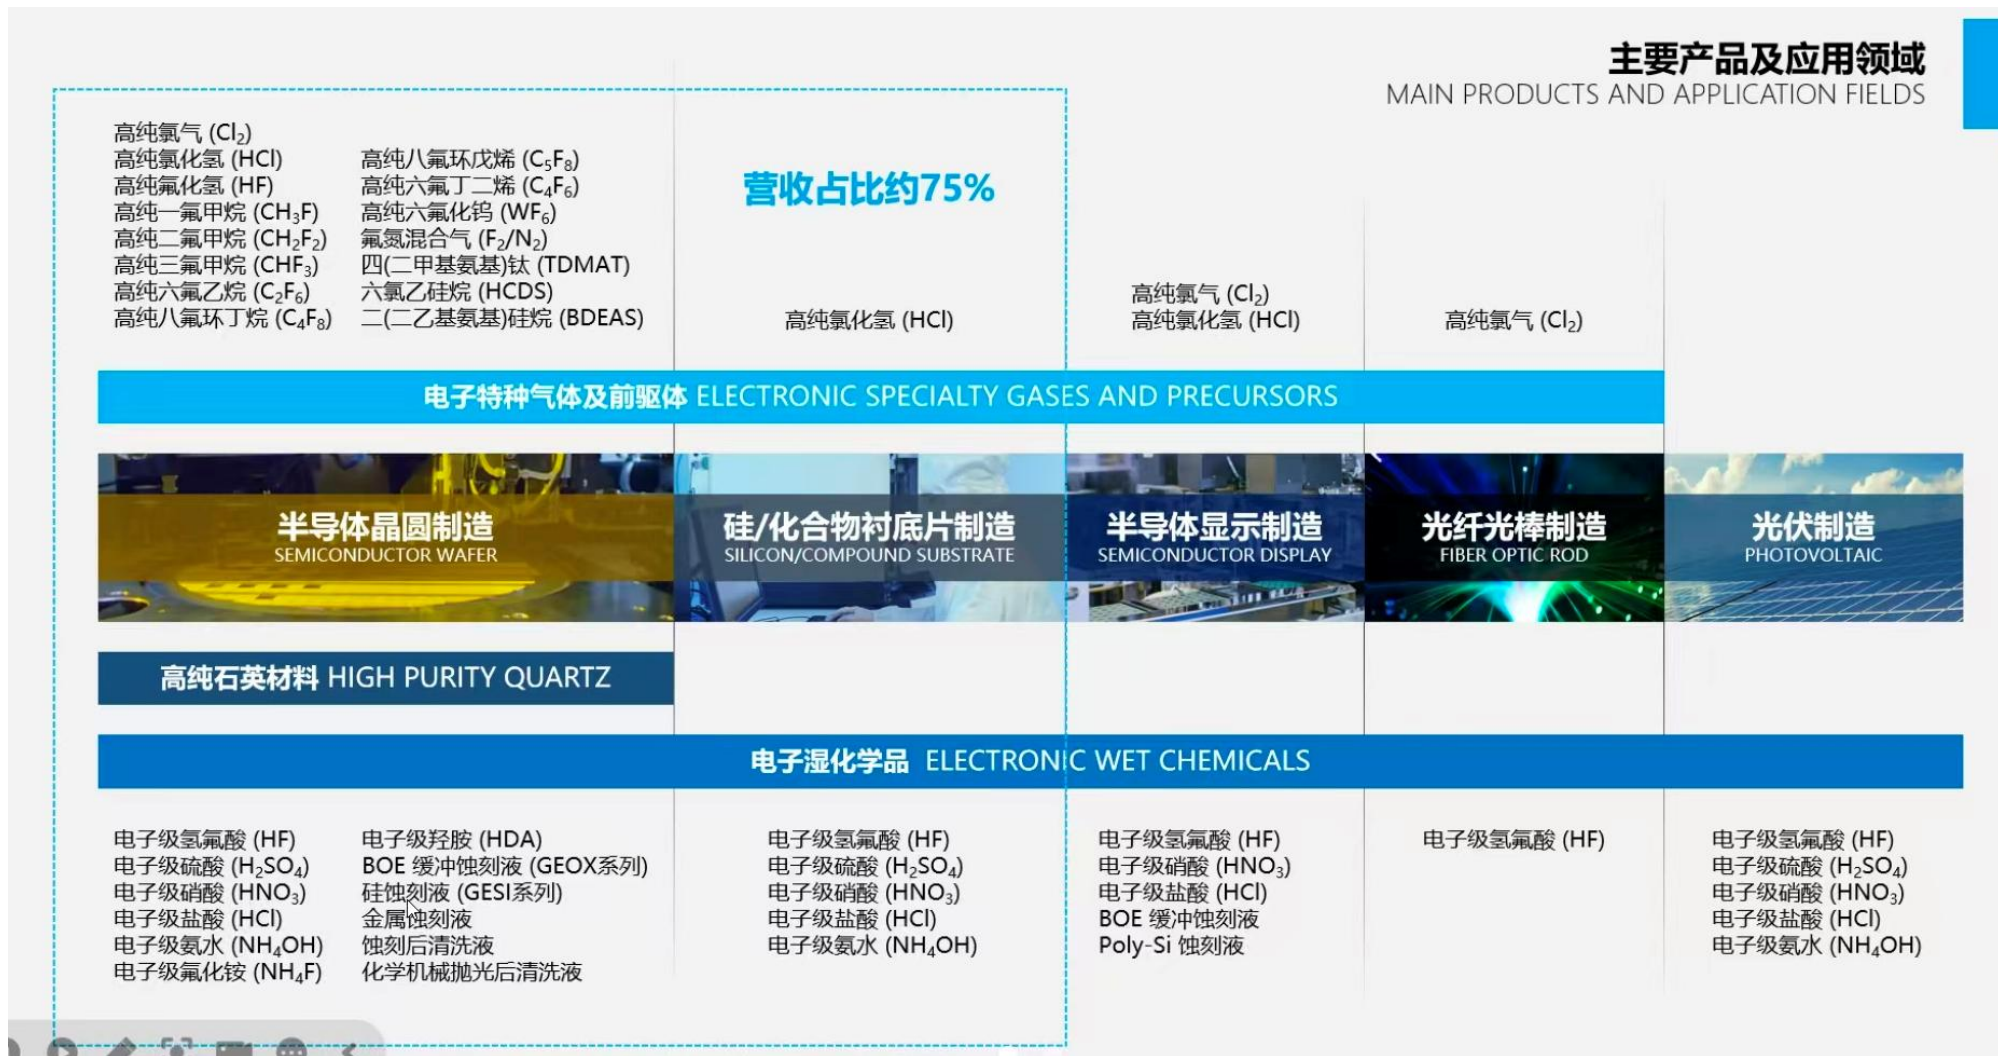 主要产品及应用领域
MAIN PRODUCTS AND APPLICATION FIELDS
高纯氯气 (Cl₂)
高纯氯化氢 (HCl)
高纯氟化氢 (HF)
高纯一氟甲烷 (CH₃F)
高纯二氟甲烷 (CH₂F₂)
高纯三氟甲烷 (CHF₃)
高纯六氟乙烷 (C₂F₆)
高纯八氟环丁烷 (C₄F₈)
高纯八氟环戊烯 (C₅F₈)
高纯六氟丁二烯 (C₄F₆)
高纯六氟化钨 (WF₆)
氟氮混合气 (F₂/N₂)
四(二甲基氨基)钛 (TDMAT)
六氯乙硅烷 (HCDS)
二(二乙基氨基)硅烷 (BDEAS)
营收占比约75%
高纯氯化氢 (HCl)
高纯氯气 (Cl₂)
高纯氯化氢 (HCl)
高纯氯气 (Cl₂)
电子特种气体及前驱体 ELECTRONIC SPECIALTY GASES AND PRECURSORS
半导体晶圆制造
SEMICONDUCTOR WAFER
硅/化合物衬底片制造
SILICON/COMPOUND SUBSTRATE
半导体显示制造
SEMICONDUCTOR DISPLAY
光纤光棒制造
FIBER OPTIC ROD
光伏制造
PHOTOVOLTAIC
高纯石英材料 HIGH PURITY QUARTZ
电子湿化学品 ELECTRONIC WET CHEMICALS
电子级氢氟酸 (HF)
电子级硫酸 (H₂SO₄)
电子级硝酸 (HNO₃)
电子级盐酸 (HCl)
电子级氨水 (NH₄OH)
电子级氟化铵 (NH₄F)
电子级羟胺 (HDA)
BOE 缓冲蚀刻液 (GEOX系列)
硅蚀刻液 (GESI系列)
金属蚀刻液
蚀刻后清洗液
化学机械抛光后清洗液
电子级氢氟酸 (HF)
电子级硫酸 (H₂SO₄)
电子级硝酸 (HNO₃)
电子级盐酸 (HCl)
电子级氨水 (NH₄OH)
电子级氢氟酸 (HF)
电子级硝酸 (HNO₃)
电子级盐酸 (HCl)
BOE 缓冲蚀刻液
Poly-Si 蚀刻液
电子级氢氟酸 (HF)
电子级氢氟酸 (HF)
电子级硫酸 (H₂SO₄)
电子级硝酸 (HNO₃)
电子级盐酸 (HCl)
电子级氨水 (NH₄OH)